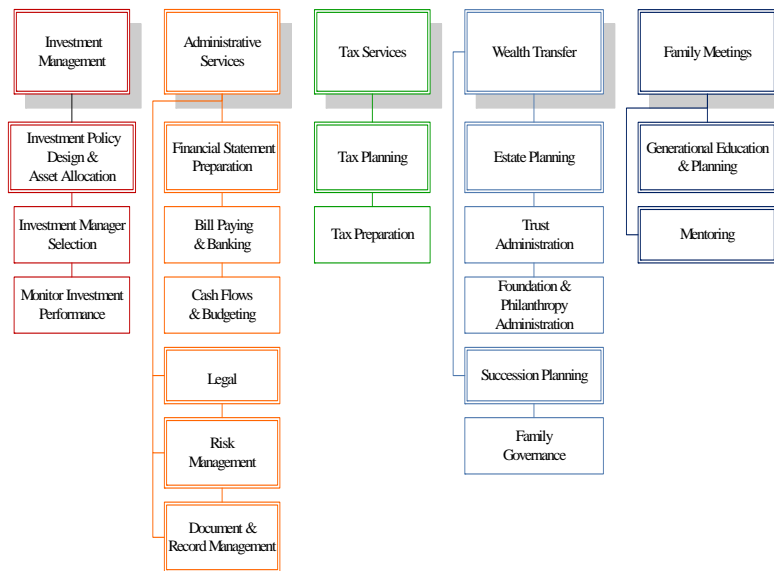 Investment
Management
Administrative
Services
Tax Services
Wealth Transfer
Family Meetings
Investment Policy
Design &
Asset Allocation
Financial Statement
Preparation
Tax Planning
Estate Planning
Generational Education
& Planning
Investment Manager
Selection
Bill Paying
& Banking
Tax Preparation
Trust
Administration
Mentoring
Monitor Investment
Performance
Cash Flows
& Budgeting
Foundation &
Philanthropy
Administration
Legal
Succession Planning
Risk
Management
Family
Governance
Document &
Record Management